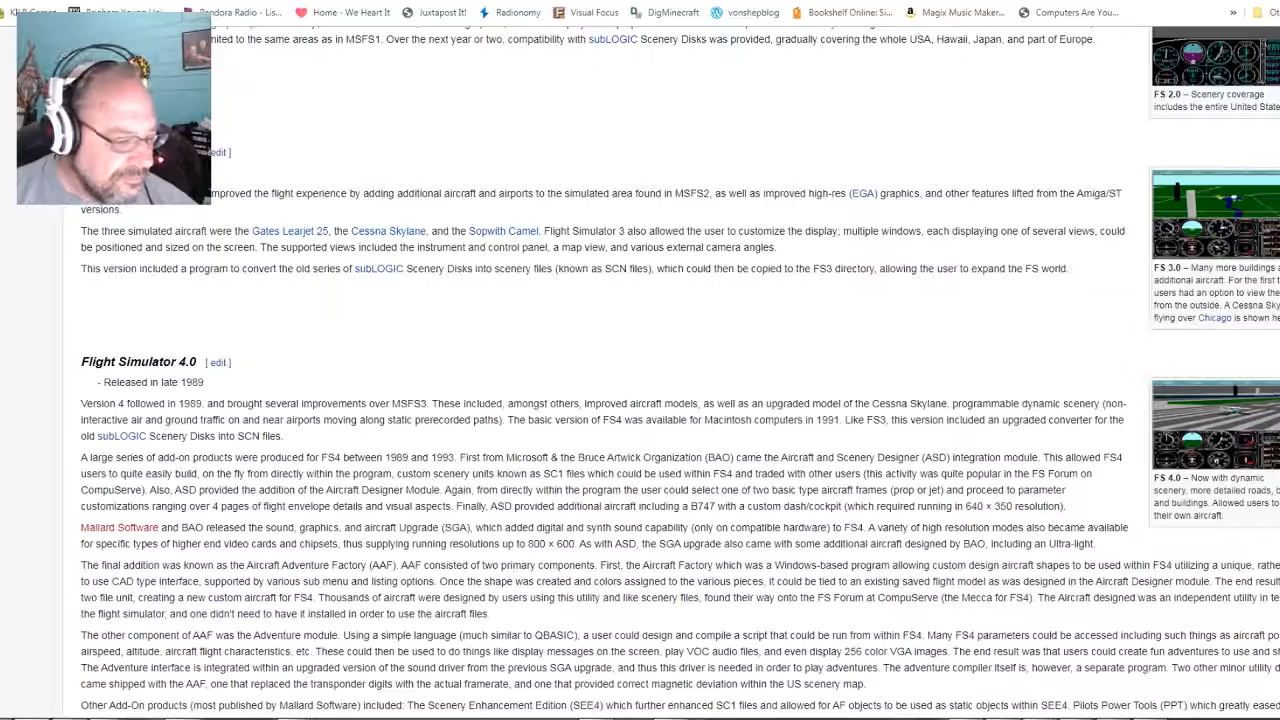 Pandora Radio - Lis... Home - We Heart It Juxtapost It! Radionomy Visual Focus DigMinecraft vonshepblog Bookshelf Online: Si... Magix Music Maker... Computers Are You... »
to the same areas as in MSFS1. Over the next year or two, compatibility with subLOGIC Scenery Disks was provided, gradually covering the whole USA, Hawaii, Japan, and part of Europe.
FS 2.0 – Scenery coverage
includes the entire United State
edit ]
improved the flight experience by adding additional aircraft and airports to the simulated area found in MSFS2, as well as improved high-res (EGA) graphics, and other features lifted from the Amiga/ST
versions.
The three simulated aircraft were the Gates Learjet 25, the Cessna Skylane, and the Sopwith Camel. Flight Simulator 3 also allowed the user to customize the display; multiple windows, each displaying one of several views, could
be positioned and sized on the screen. The supported views included the instrument and control panel, a map view, and various external camera angles.
This version included a program to convert the old series of subLOGIC Scenery Disks into scenery files (known as SCN files), which could then be copied to the FS3 directory, allowing the user to expand the FS world.
FS 3.0 – Many more buildings a
additional aircraft. For the first t
users had an option to view the
from the outside. A Cessna Sky
flying over Chicago is shown he
Flight Simulator 4.0 [ edit ]
- Released in late 1989
Version 4 followed in 1989, and brought several improvements over MSFS3. These included, amongst others, improved aircraft models, as well as an upgraded model of the Cessna Skylane, programmable dynamic scenery (non-
interactive air and ground traffic on and near airports moving along static prerecorded paths). The basic version of FS4 was available for Macintosh computers in 1991. Like FS3, this version included an upgraded converter for the
old subLOGIC Scenery Disks into SCN files.
A large series of add-on products were produced for FS4 between 1989 and 1993. First from Microsoft & the Bruce Artwick Organization (BAO) came the Aircraft and Scenery Designer (ASD) integration module. This allowed FS4
users to quite easily build, on the fly from directly within the program, custom scenery units known as SC1 files which could be used within FS4 and traded with other users (this activity was quite popular in the FS Forum on
CompuServe). Also, ASD provided the addition of the Aircraft Designer Module. Again, from directly within the program the user could select one of two basic type aircraft frames (prop or jet) and proceed to parameter
customizations ranging over 4 pages of flight envelope details and visual aspects. Finally, ASD provided additional aircraft including a B747 with a custom dash/cockpit (which required running in 640 × 350 resolution).
FS 4.0 – Now with dynamic
scenery, more detailed roads, b
and buildings. Allowed users to
their own aircraft.
Mallard Software and BAO released the sound, graphics, and aircraft Upgrade (SGA), which added digital and synth sound capability (only on compatible hardware) to FS4. A variety of high resolution modes also became available
for specific types of higher end video cards and chipsets, thus supplying running resolutions up to 800 × 600. As with ASD, the SGA upgrade also came with some additional aircraft designed by BAO, including an Ultra-light.
The final addition was known as the Aircraft Adventure Factory (AAF). AAF consisted of two primary components. First, the Aircraft Factory which was a Windows-based program allowing custom design aircraft shapes to be used within FS4 utilizing a unique, rathe
to use CAD type interface, supported by various sub menu and listing options. Once the shape was created and colors assigned to the various pieces, it could be tied to an existing saved flight model as was designed in the Aircraft Designer module. The end resul
two file unit, creating a new custom aircraft for FS4. Thousands of aircraft were designed by users using this utility and like scenery files, found their way onto the FS Forum at CompuServe (the Mecca for FS4). The Aircraft designed was an independent utility in te
the flight simulator, and one didn't need to have it installed in order to use the aircraft files.
The other component of AAF was the Adventure module. Using a simple language (much similar to QBASIC), a user could design and compile a script that could be run from within FS4. Many FS4 parameters could be accessed including such things as aircraft po
airspeed, altitude, aircraft flight characteristics, etc. These could then be used to do things like display messages on the screen, play VOC audio files, and even display 256 color VGA images. The end result was that users could create fun adventures to use and s
The Adventure interface is integrated within an upgraded version of the sound driver from the previous SGA upgrade, and thus this driver is needed in order to play adventures. The adventure compiler itself is, however, a separate program. Two other minor utility d
came shipped with the AAF, one that replaced the transponder digits with the actual framerate, and one that provided correct magnetic deviation within the US scenery map.
Other Add-On products (most published by Mallard Software) included: The Scenery Enhancement Edition (SEE4) which further enhanced SC1 files and allowed for AF objects to be used as static objects within SEE4. Pilots Power Tools (PPT) which greatly eased